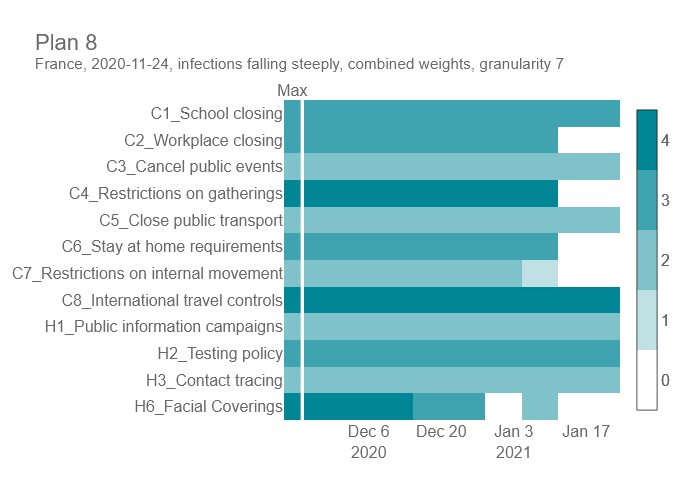 Plan 8
France, 2020-11-24, infections falling steeply, combined weights, granularity 7
Max
C1_School closing
C2_Workplace closing
C3_Cancel public events
C4_Restrictions on gatherings
C5_Close public transport
C6_Stay at home requirements
C7_Restrictions on internal movement
C8_International travel controls
H1_Public information campaigns
H2_Testing policy
H3_Contact tracing
H6_Facial Coverings
Dec 6 Dec 20 Jan 3 Jan 17
2020 2021
4
3
2
1
0